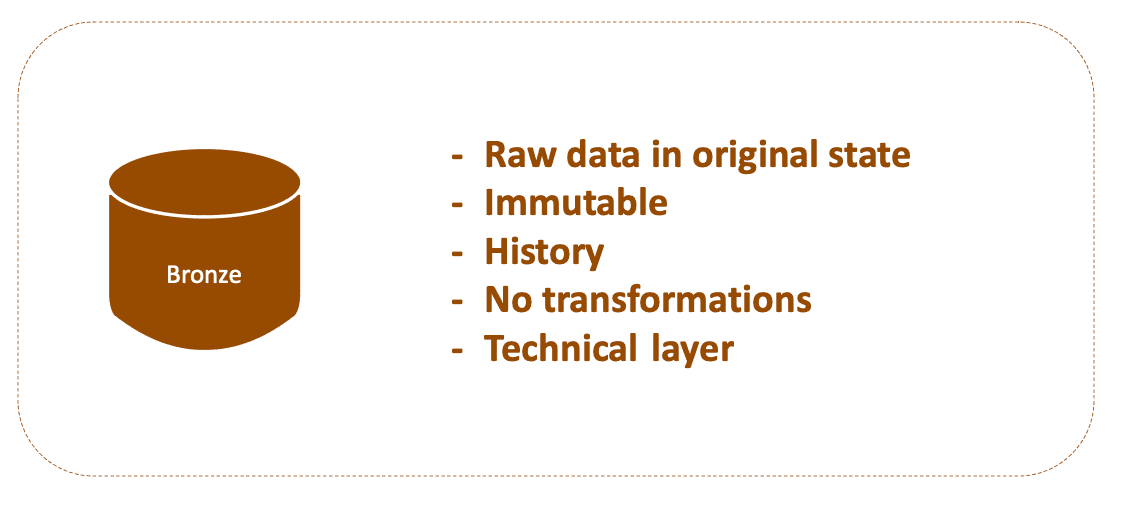 Bronze
- Raw data in original state
- Immutable
- History
- No transformations
- Technical layer